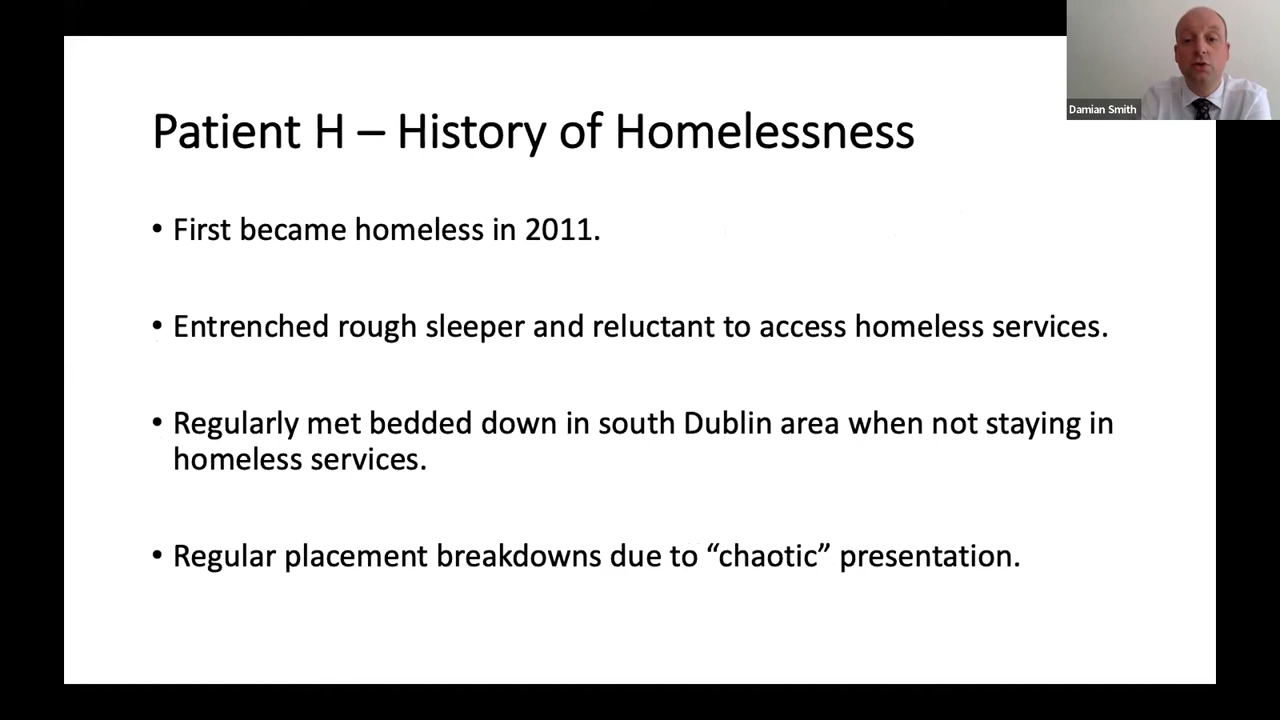 Damian Smith
Patient H – History of Homelessness
• First became homeless in 2011.
• Entrenched rough sleeper and reluctant to access homeless services.
• Regularly met bedded down in south Dublin area when not staying in
homeless services.
• Regular placement breakdowns due to “chaotic” presentation.